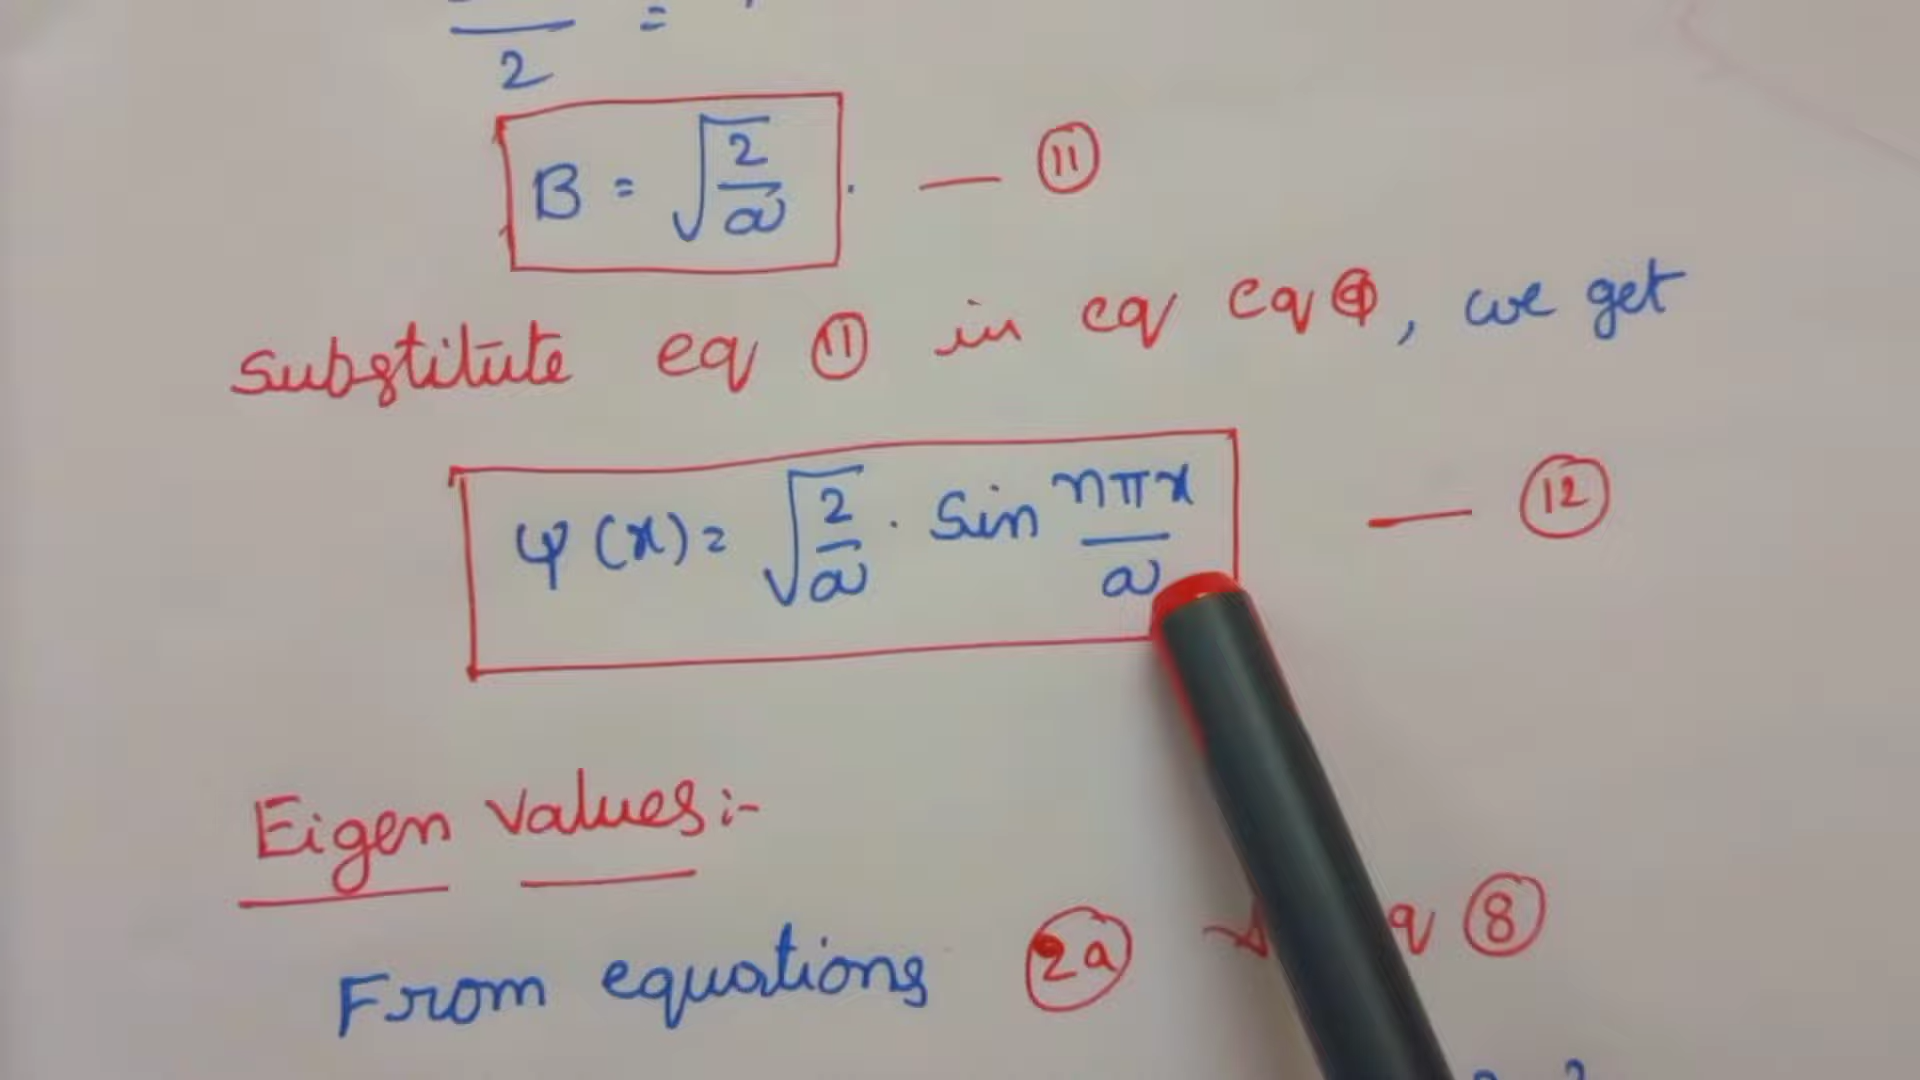 2 =
B = √(2/a) . — ⑪
Substitute eq ⑪ in eq eq ⑨, we get
ψ(x) = √(2/a) · Sin nπx/a — ⑫
Eigen values:-
From equations ②a q ⑧